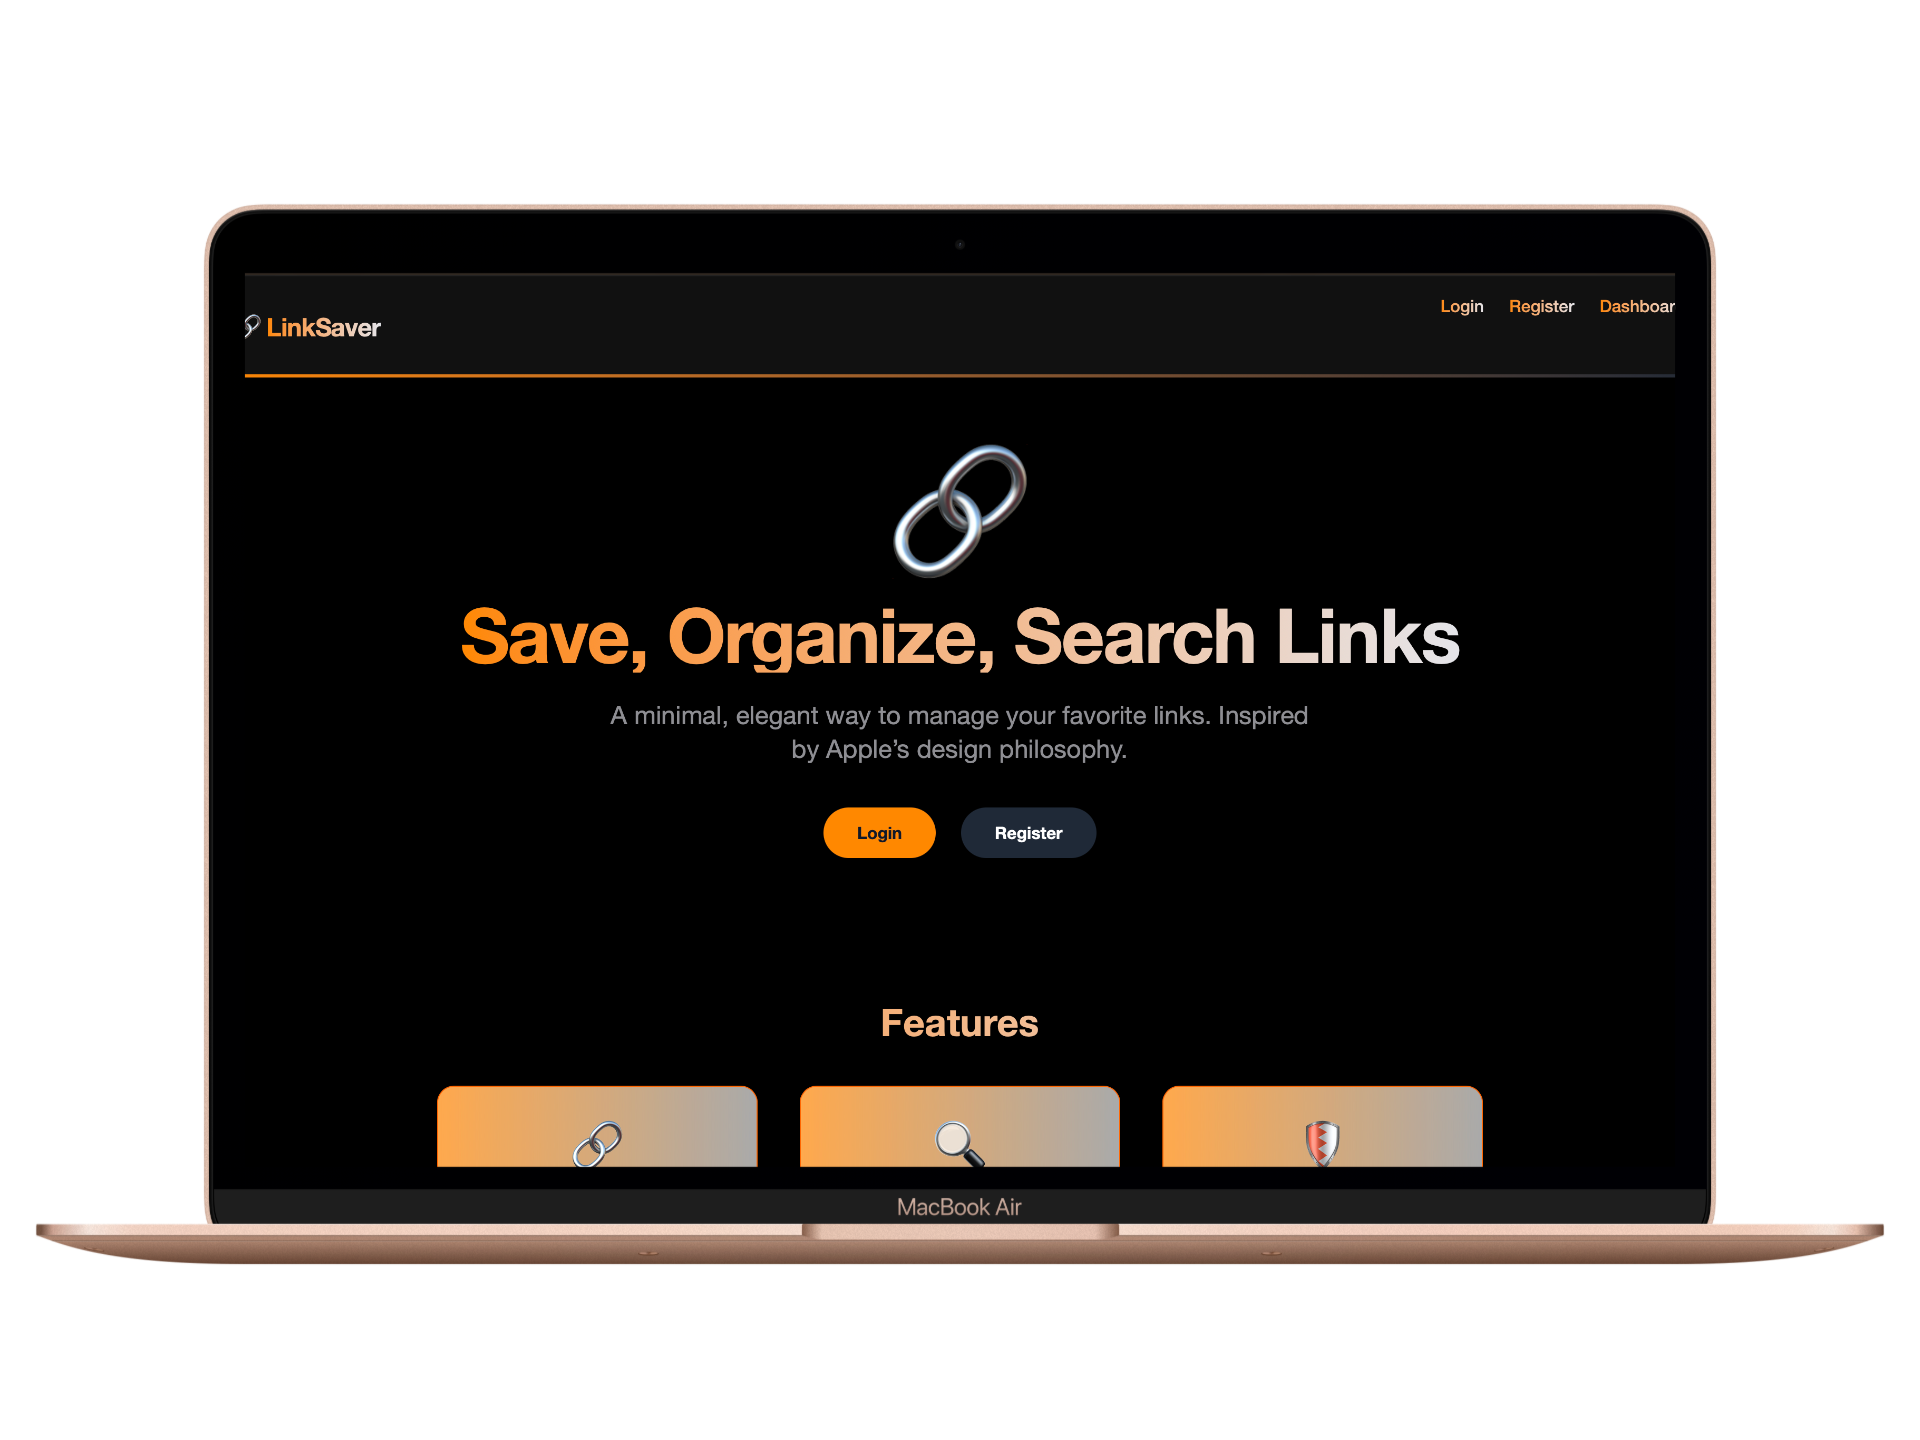 LinkSaver
Login Register Dashboar
Save, Organize, Search Links
A minimal, elegant way to manage your favorite links. Inspired
by Apple’s design philosophy.
Login Register
Features
MacBook Air